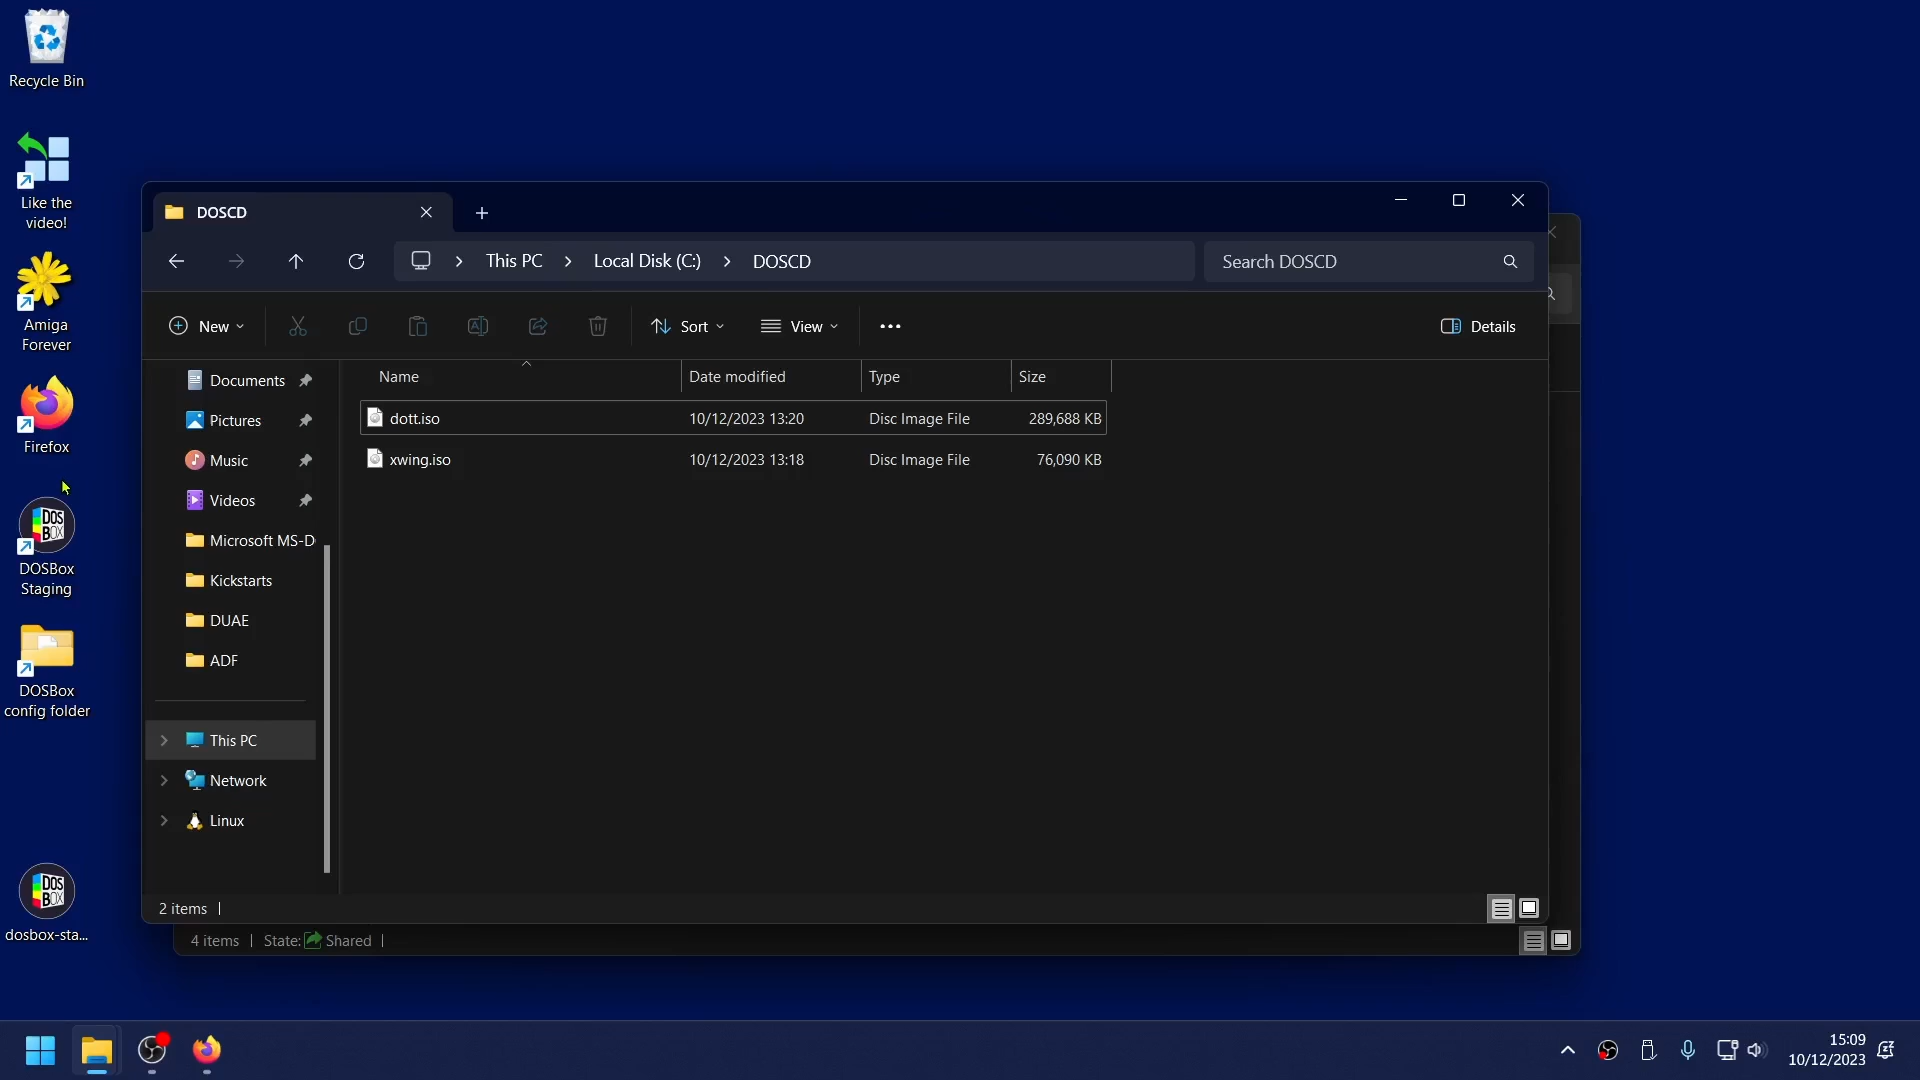 Recycle Bin
Like the
video!
Amiga
Forever
Firefox
DOS
BOX
DOSBox
Staging
DOSBox
config folder
DOS
BOX
dosbox-sta...
DOSCD
This PC
Local Disk (C:)
DOSCD
Search DOSCD
New
Sort
View
Details
Documents
Pictures
Music
Videos
Microsoft MS-D
Kickstarts
DUAE
ADF
This PC
Network
Linux
Name Date modified Type Size
dott.iso 10/12/2023 13:20 Disc Image File 289,688 KB
xwing.iso 10/12/2023 13:18 Disc Image File 76,090 KB
2 items
4 items State: Shared
15:09
10/12/2023